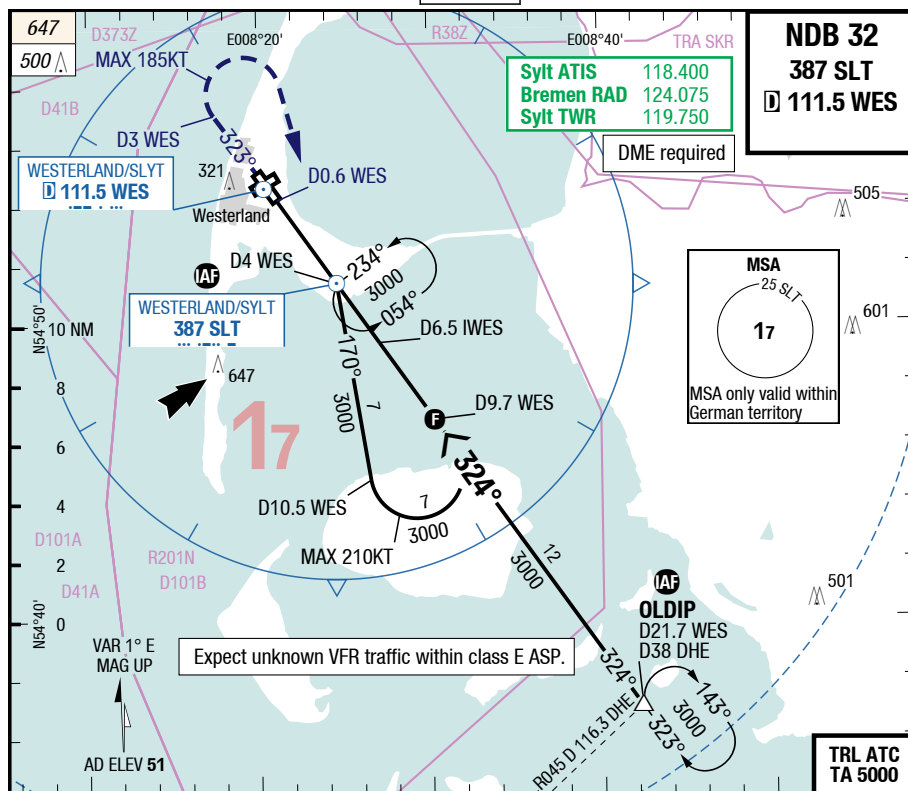 647
500
D373Z
E008°20'
R38Z
E008°40'
TRA SKR
NDB 32
387 SLT
D 111.5 WES
MAX 185KT
Sylt ATIS 118.400
Bremen RAD 124.075
Sylt TWR 119.750
D41B
D3 WES
323°
DME required
WESTERLAND/SLYT
D 111.5 WES
321
D0.6 WES
505
Westerland
D4 WES
234°
3000
054°
IAF
MSA
25 SLT
17
MSA only valid within
German territory
WESTERLAND/SYLT
387 SLT
N54°50'
10 NM
D6.5 IWES
601
170°
7
3000
647
8
F
D9.7 WES
17
6
324°
D10.5 WES
7
3000
4
MAX 210KT
12
3000
D101A
R201N
D101B
2
D41A
IAF
501
OLDIP
D21.7 WES
D38 DHE
N54°40'
0
VAR 1° E
MAG UP
Expect unknown VFR traffic within class E ASP.
324°
143°
3000
323°
R045 D 116.3 DHE
AD ELEV 51
TRL ATC
TA 5000